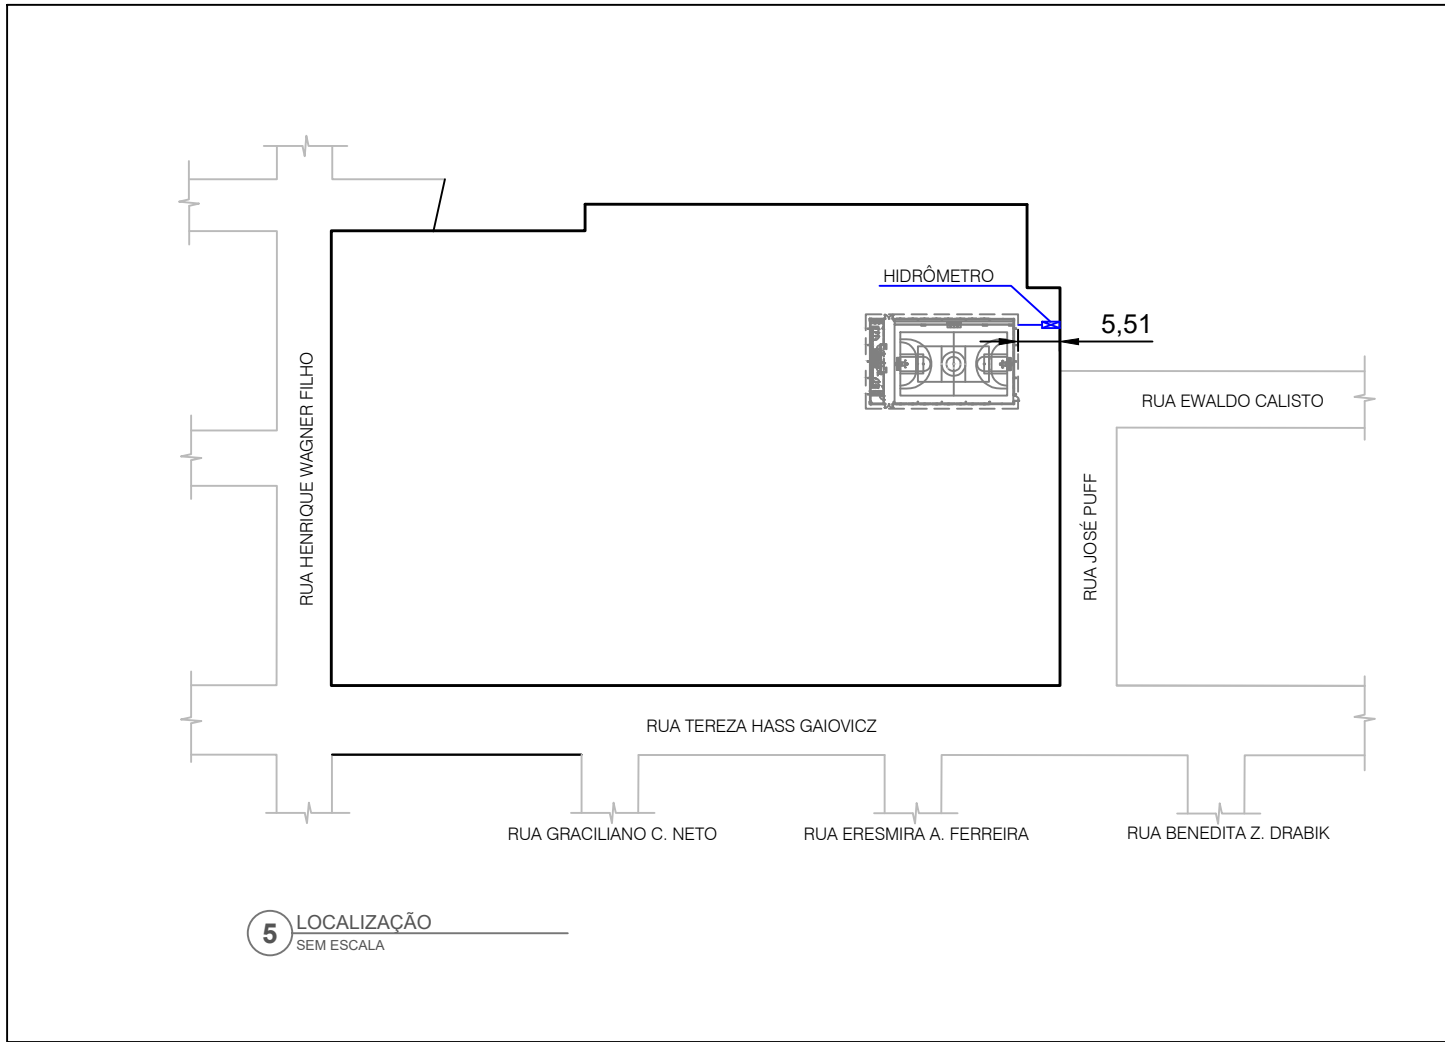 HIDRÔMETRO
5,51
RUA EWALDO CALISTO
RUA HENRIQUE WAGNER FILHO
RUA JOSÉ PUFF
RUA TEREZA HASS GAIOVICZ
RUA GRACILIANO C. NETO
RUA ERESMIRA A. FERREIRA
RUA BENEDITA Z. DRABIK
5
LOCALIZAÇÃO
SEM ESCALA